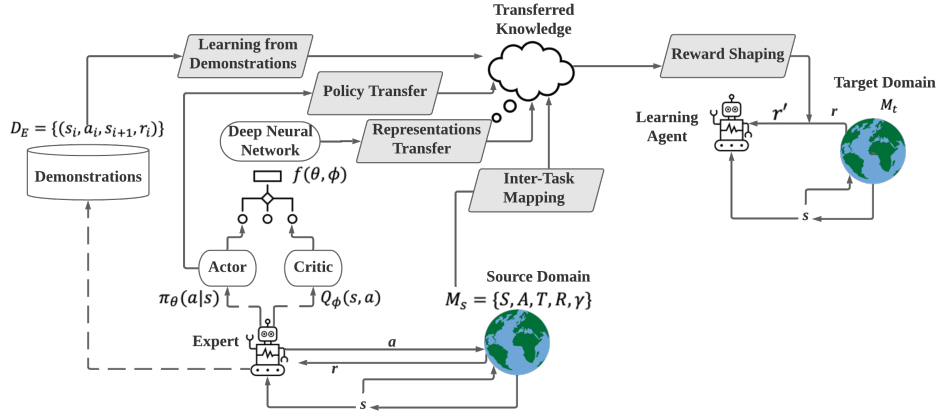 Transferred
Knowledge
Learning from
Demonstrations
Reward Shaping
Policy Transfer
Target Domain
M_t
D_E = {(s_i, a_i, s_{i+1}, r_i)}
Deep Neural
Network
Representations
Transfer
Learning
Agent
r'
r
Demonstrations
f(θ, ϕ)
Inter-Task
Mapping
s
Actor
Critic
Source Domain
π_θ(a|s)
Q_ϕ(s, a)
M_s = {S, A, T, R, γ}
Expert
a
r
s